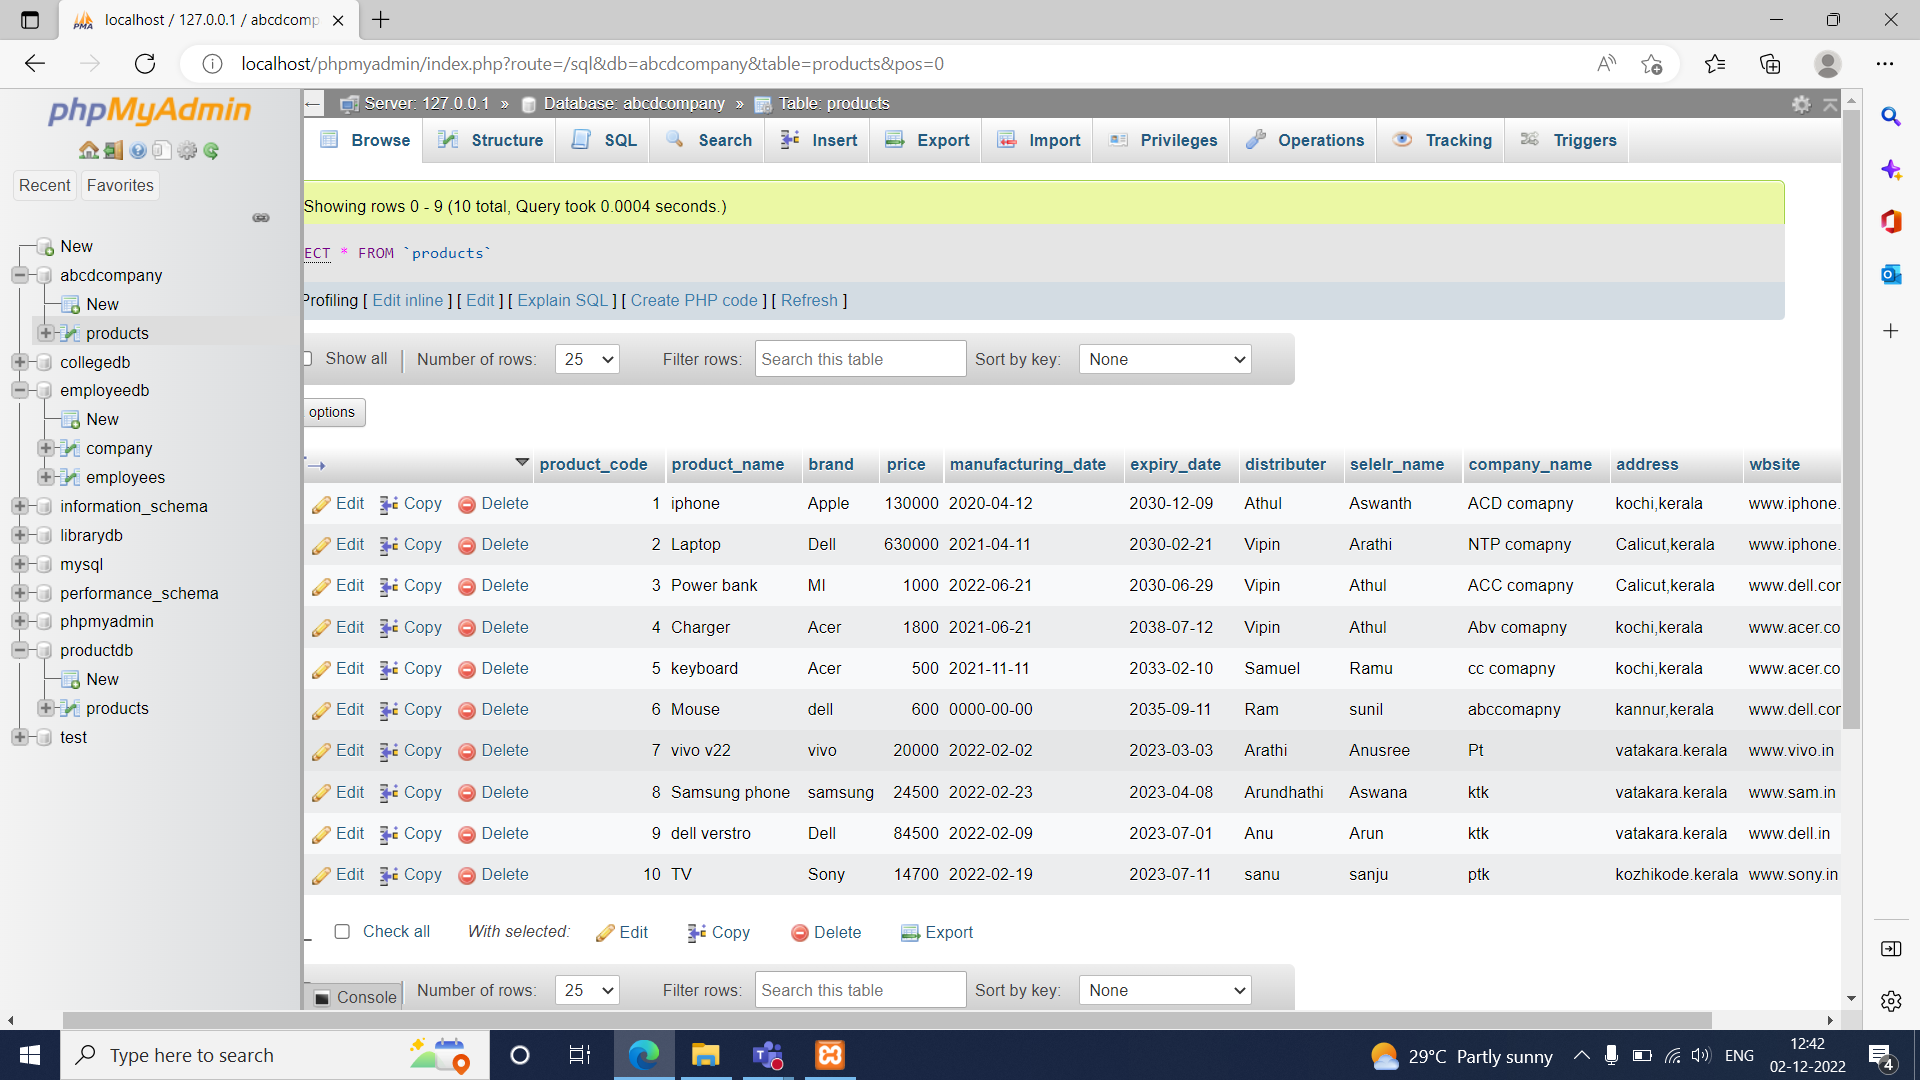 localhost / 127.0.0.1 / abcdcomp
localhost/phpmyadmin/index.php?route=/sql&db=abcdcompany&table=products&pos=0
phpMyAdmin
Recent Favorites
New
abcdcompany
New
products
collegedb
employeedb
New
company
employees
information_schema
librarydb
mysql
performance_schema
phpmyadmin
productdb
New
products
test
Server: 127.0.0.1 » Database: abcdcompany » Table: products
Browse Structure SQL Search Insert Export Import Privileges Operations Tracking Triggers
Showing rows 0 - 9 (10 total, Query took 0.0004 seconds.)
ECT * FROM `products`
Profiling [ Edit inline ] [ Edit ] [ Explain SQL ] [ Create PHP code ] [ Refresh ]
Show all Number of rows: 25 Filter rows: Search this table Sort by key: None
options
product_code product_name brand price manufacturing_date expiry_date distributer selelr_name company_name address wbsite
Edit Copy Delete 1 iphone Apple 130000 2020-04-12 2030-12-09 Athul Aswanth ACD comapny kochi,kerala www.iphone.
Edit Copy Delete 2 Laptop Dell 630000 2021-04-11 2030-02-21 Vipin Arathi NTP comapny Calicut,kerala www.iphone.
Edit Copy Delete 3 Power bank MI 1000 2022-06-21 2030-06-29 Vipin Athul ACC comapny Calicut,kerala www.dell.cor
Edit Copy Delete 4 Charger Acer 1800 2021-06-21 2038-07-12 Vipin Athul Abv comapny kochi,kerala www.acer.co
Edit Copy Delete 5 keyboard Acer 500 2021-11-11 2033-02-10 Samuel Ramu cc comapny kochi,kerala www.acer.co
Edit Copy Delete 6 Mouse dell 600 0000-00-00 2035-09-11 Ram sunil abccomapny kannur,kerala www.dell.cor
Edit Copy Delete 7 vivo v22 vivo 20000 2022-02-02 2023-03-03 Arathi Anusree Pt vatakara.kerala www.vivo.in
Edit Copy Delete 8 Samsung phone samsung 24500 2022-02-23 2023-04-08 Arundhathi Aswana ktk vatakara.kerala www.sam.in
Edit Copy Delete 9 dell verstro Dell 84500 2022-02-09 2023-07-01 Anu Arun ktk vatakara.kerala www.dell.in
Edit Copy Delete 10 TV Sony 14700 2022-02-19 2023-07-11 sanu sanju ptk kozhikode.kerala www.sony.in
Check all With selected: Edit Copy Delete Export
Console Number of rows: 25 Filter rows: Search this table Sort by key: None
Type here to search
29°C Partly sunny
ENG
12:42
02-12-2022
4